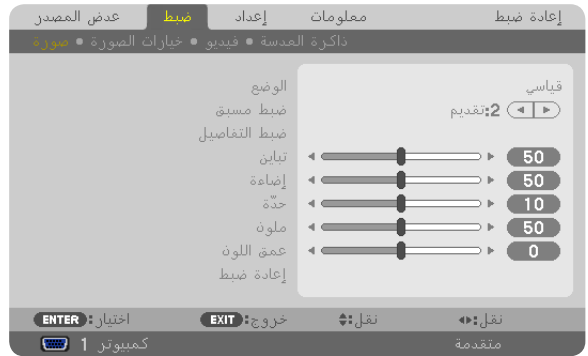 عرض المصدر ضبط إعداد معلومات إعادة ضبط
صورة • خيارات الصورة • فيديو • ذاكرة العدسة
الوضع قياسي
ضبط مسبق 2:تقديم
ضبط التفاصيل
تباين 50
إضاءة 50
حدّة 10
ملون 50
عمق اللون 0
إعادة ضبط
ENTER:اختيار EXIT:خروج نقل: نقل:
كمبيوتر 1 متقدمة